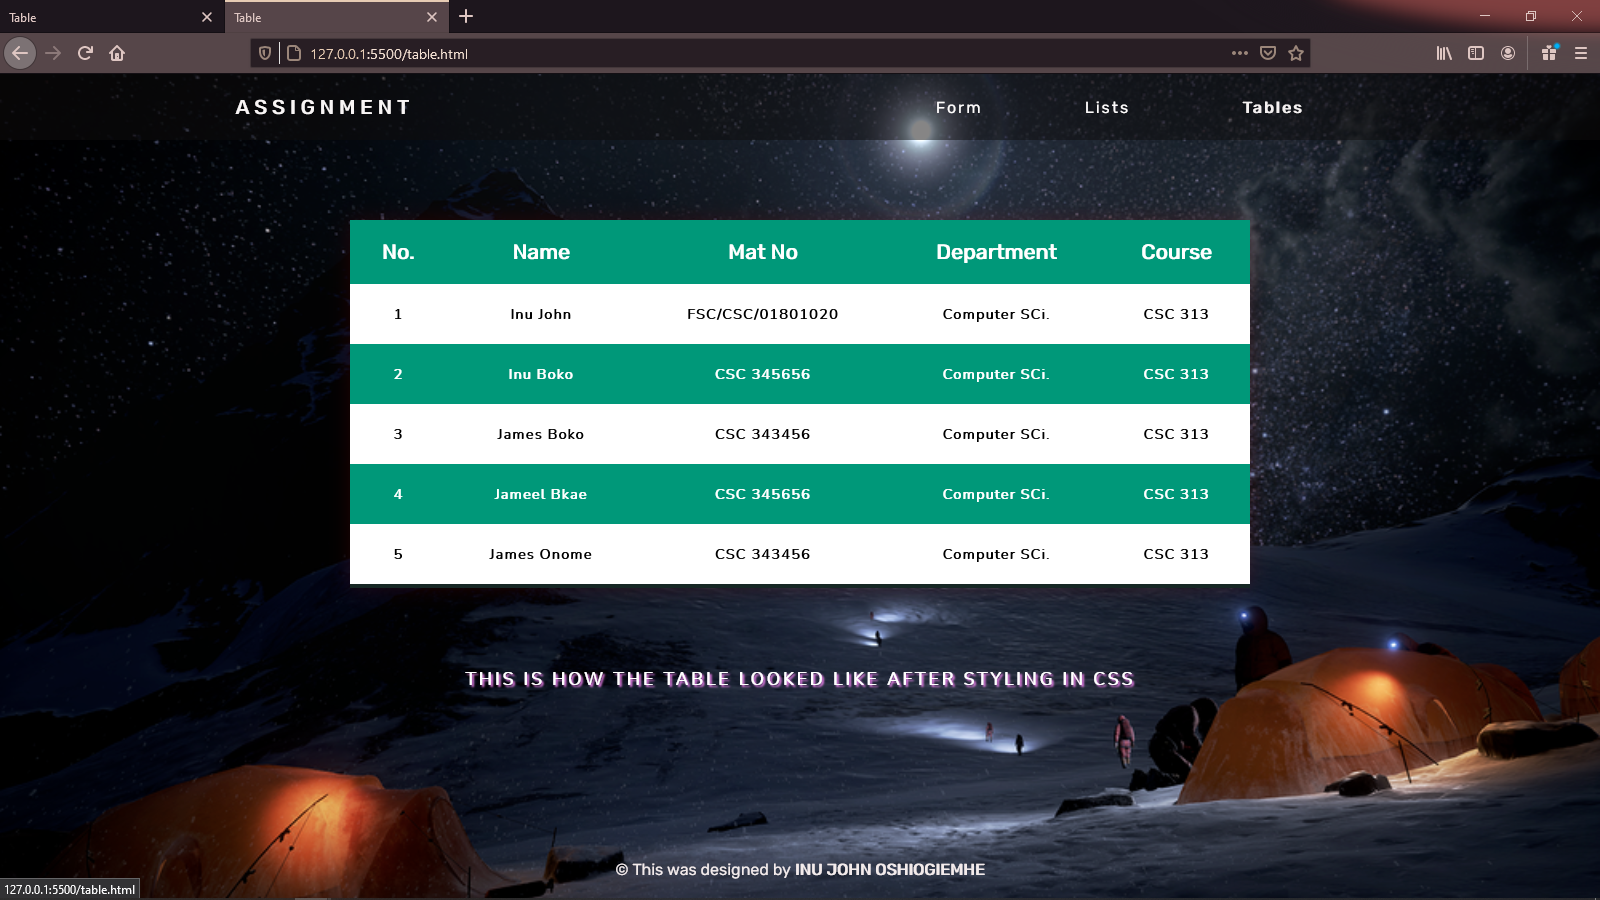 Table
Table
127.0.0.1:5500/table.html
ASSIGNMENT
Form
Lists
Tables
No. Name Mat No Department Course
1 Inu John FSC/CSC/01801020 Computer SCi. CSC 313
2 Inu Boko CSC 345656 Computer SCi. CSC 313
3 James Boko CSC 343456 Computer SCi. CSC 313
4 Jameel Bkae CSC 345656 Computer SCi. CSC 313
5 James Onome CSC 343456 Computer SCi. CSC 313
THIS IS HOW THE TABLE LOOKED LIKE AFTER STYLING IN CSS
© This was designed by INU JOHN OSHIOGIEMHE
127.0.0.1:5500/table.html